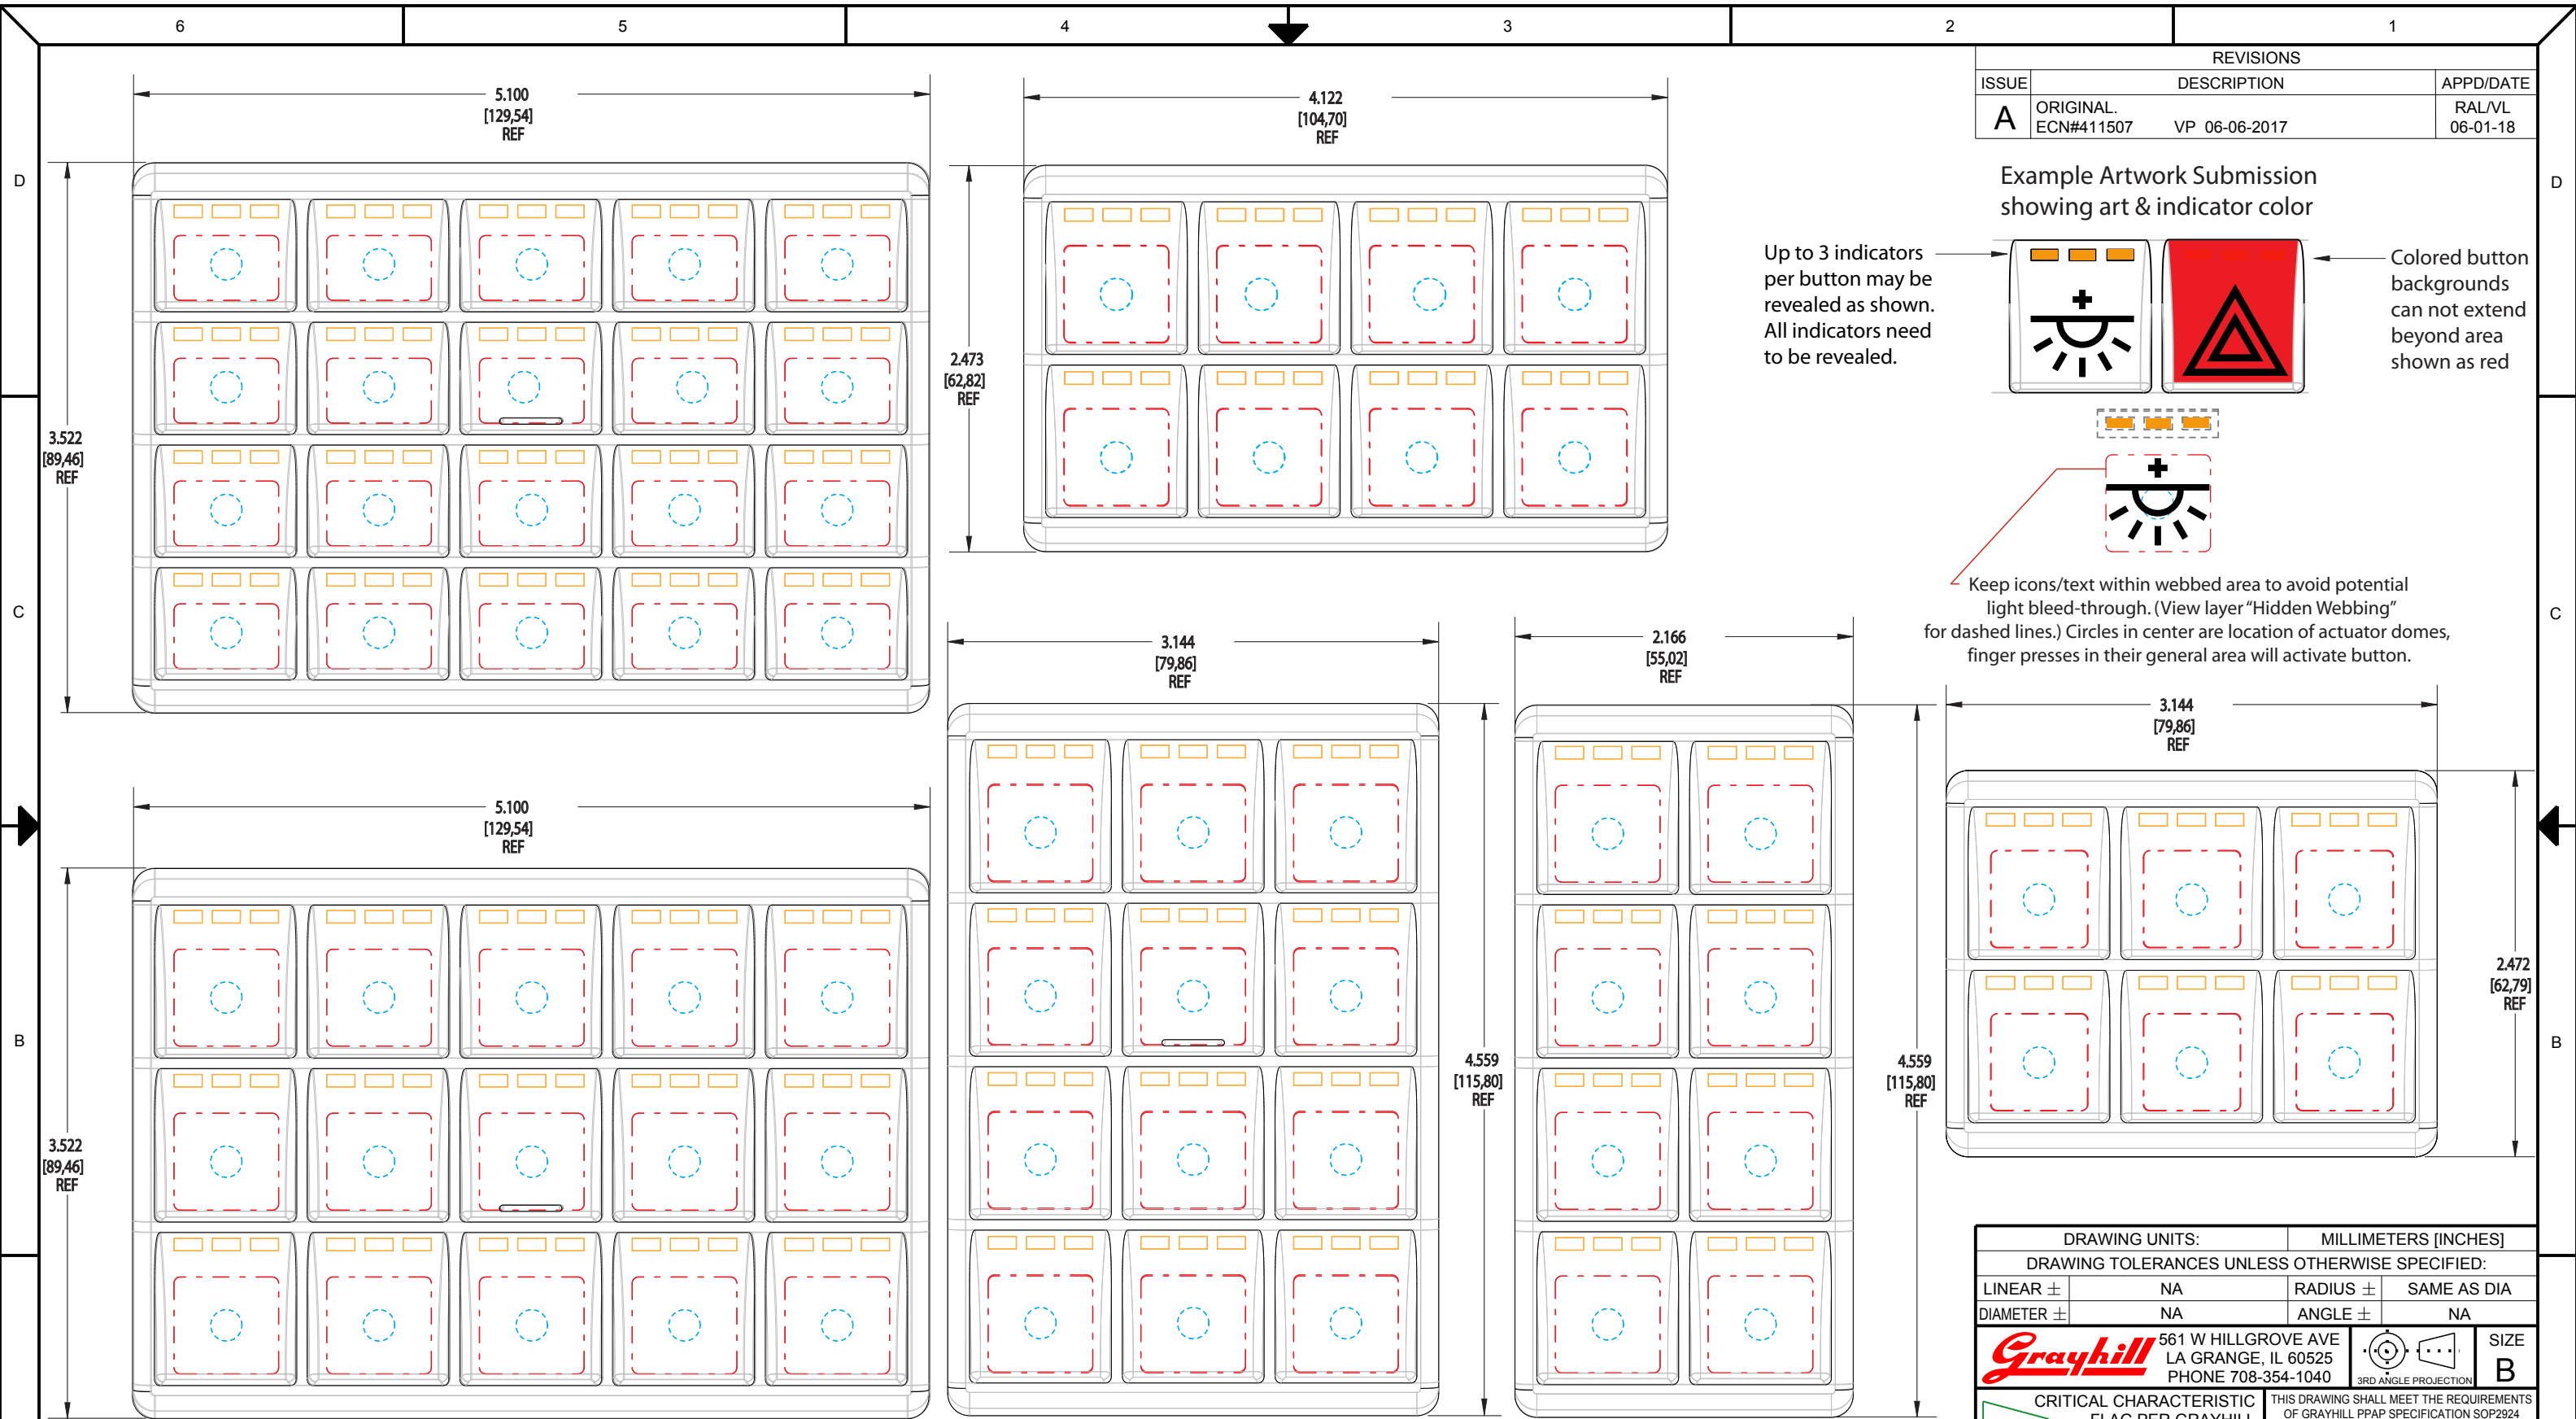 6
5
4
3
2
1
D
C
B
D
C
B
REVISIONS
ISSUE
DESCRIPTION
APPD/DATE
A
ORIGINAL.
ECN#411507
VP 06-06-2017
RAL/VL
06-01-18
5.100
[129,54]
REF
3.522
[89,46]
REF
4.122
[104,70]
REF
2.473
[62,82]
REF
Example Artwork Submission
showing art & indicator color
Up to 3 indicators
per button may be
revealed as shown.
All indicators need
to be revealed.
Colored button
backgrounds
can not extend
beyond area
shown as red
Keep icons/text within webbed area to avoid potential
light bleed-through. (View layer “Hidden Webbing”
for dashed lines.) Circles in center are location of actuator domes,
finger presses in their general area will activate button.
5.100
[129,54]
REF
3.522
[89,46]
REF
3.144
[79,86]
REF
4.559
[115,80]
REF
2.166
[55,02]
REF
4.559
[115,80]
REF
3.144
[79,86]
REF
2.472
[62,79]
REF
DRAWING UNITS:
MILLIMETERS [INCHES]
DRAWING TOLERANCES UNLESS OTHERWISE SPECIFIED:
LINEAR ±
NA
RADIUS ±
SAME AS DIA
DIAMETER ±
NA
ANGLE ±
NA
Grayhill
561 W HILLGROVE AVE
LA GRANGE, IL 60525
PHONE 708-354-1040
3RD ANGLE PROJECTION
SIZE
B
CRITICAL CHARACTERISTIC
FLAG PER GRAYHILL
THIS DRAWING SHALL MEET THE REQUIREMENTS
OF GRAYHILL PPAP SPECIFICATION SOP2924